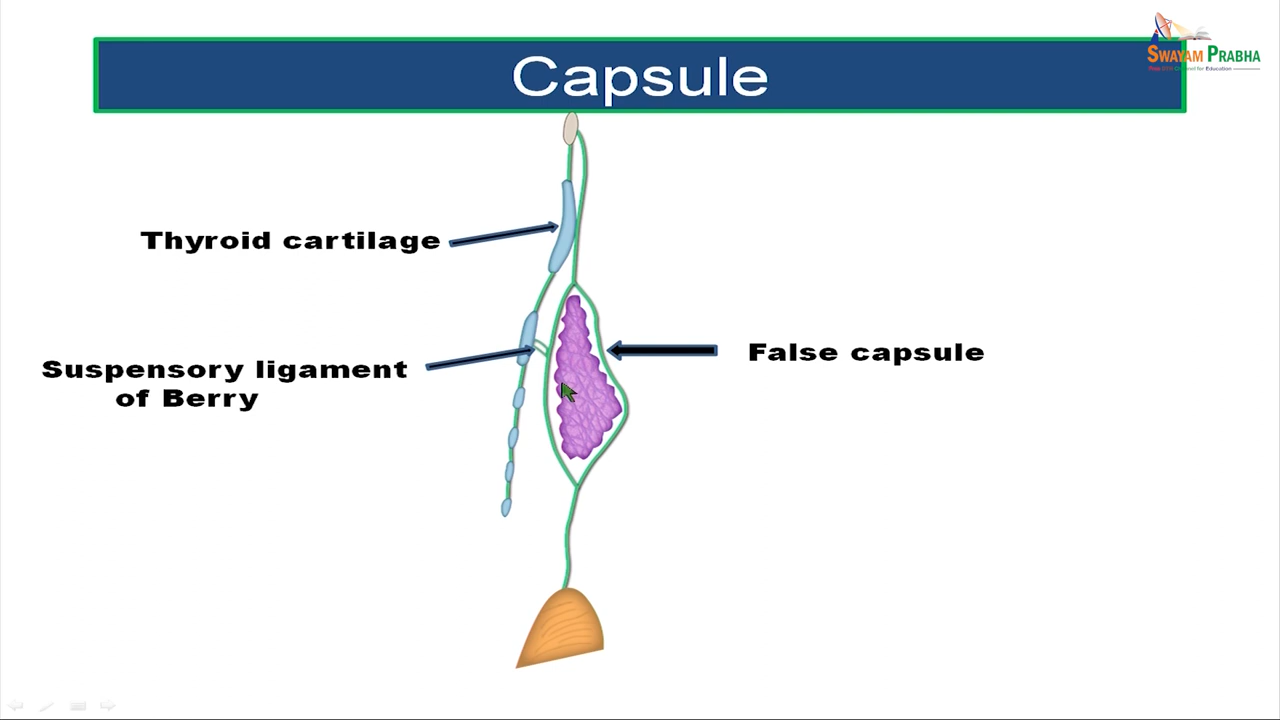 Capsule
SWAYAM PRABHA
Thyroid cartilage
False capsule
Suspensory ligament
of Berry